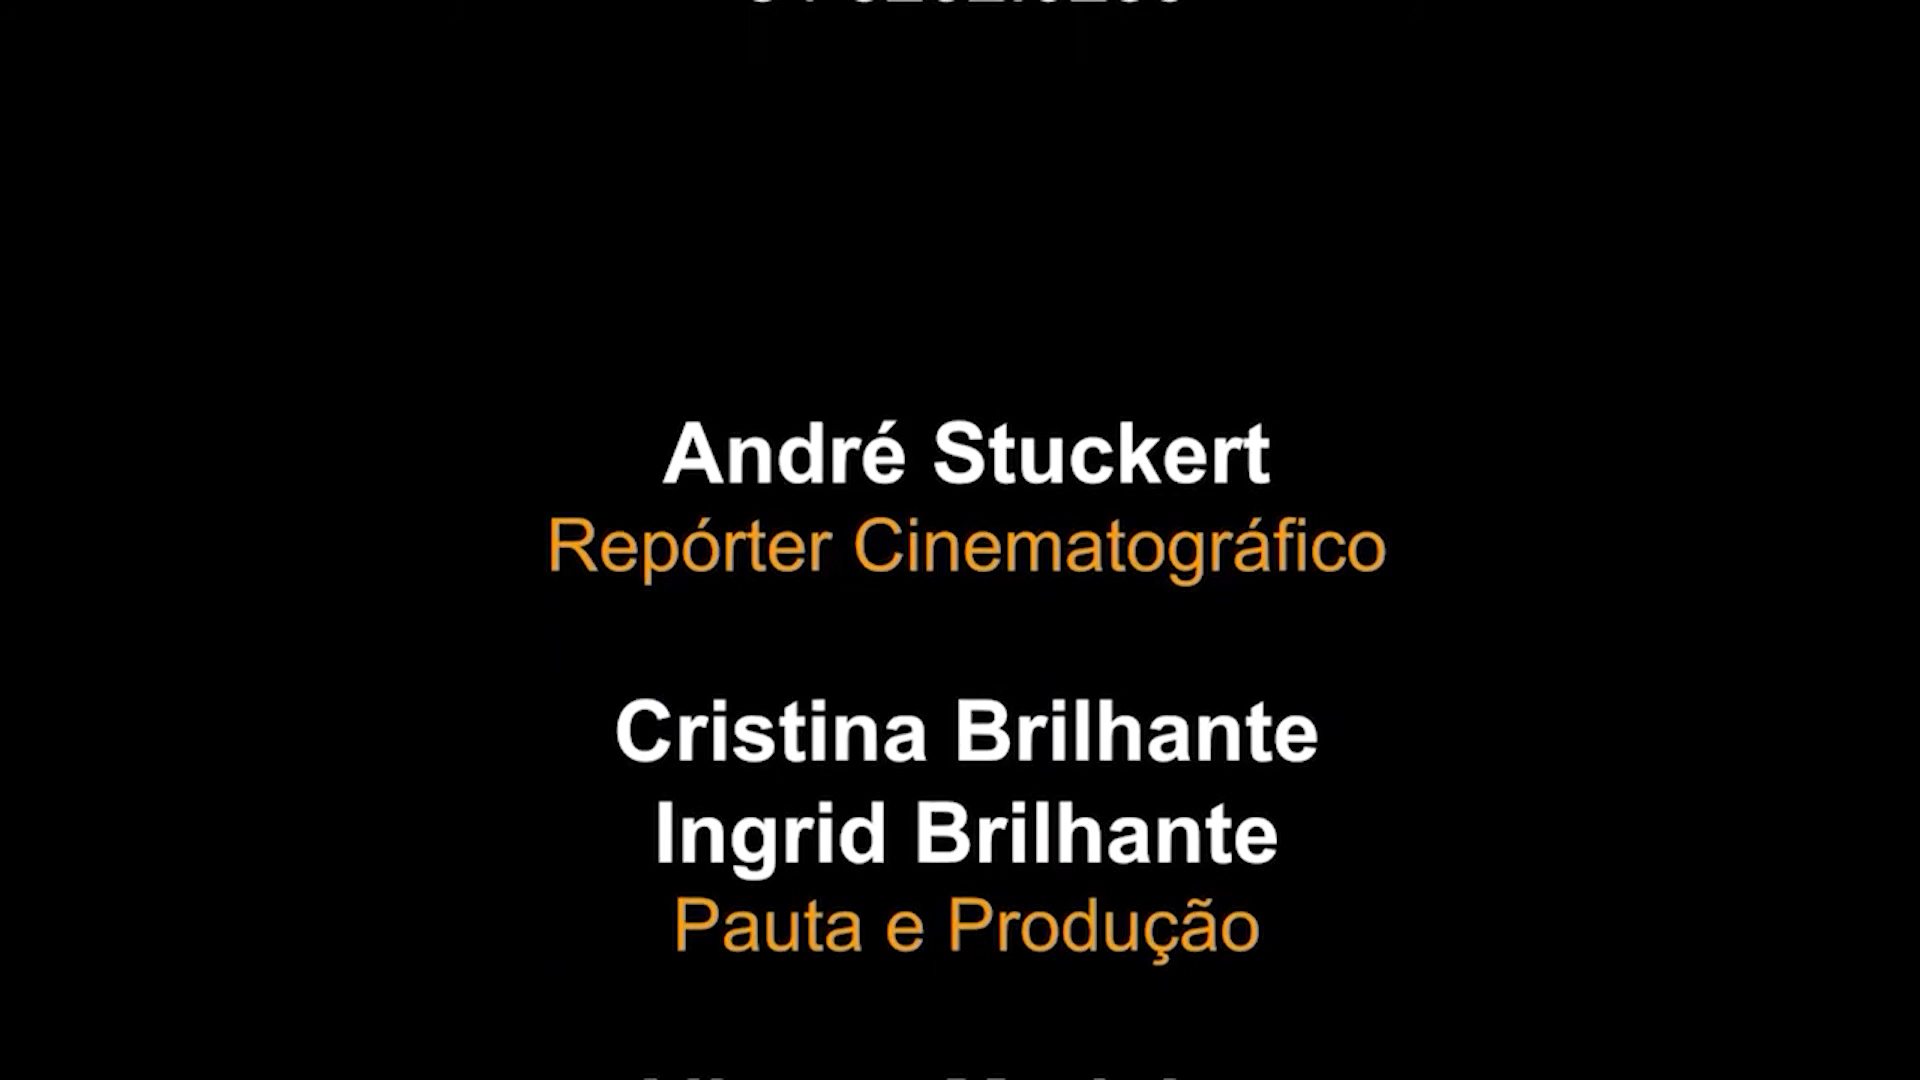 André Stuckert
Repórter Cinematográfico
Cristina Brilhante
Ingrid Brilhante
Pauta e Produção